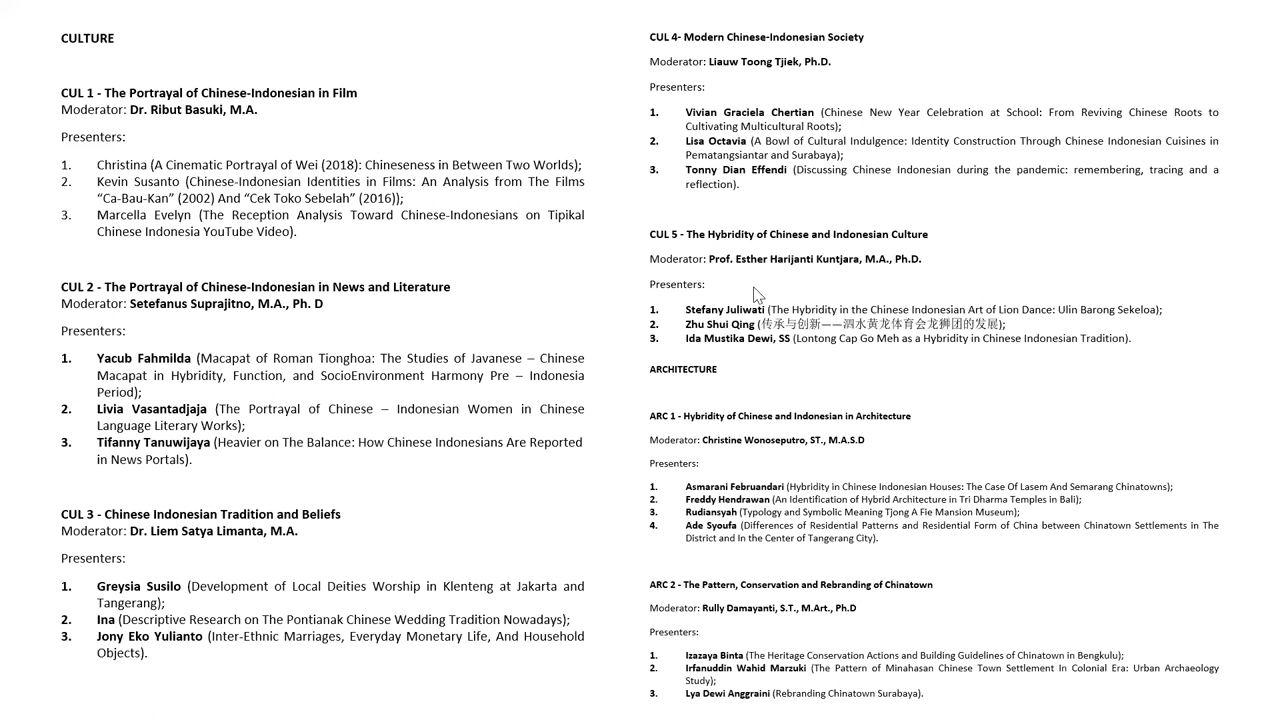 CULTURE
CUL 1 - The Portrayal of Chinese-Indonesian in Film
Moderator: Dr. Ribut Basuki, M.A.
Presenters:
1. Christina (A Cinematic Portrayal of Wei (2018): Chineseness in Between Two Worlds);
2. Kevin Susanto (Chinese-Indonesian Identities in Films: An Analysis from The Films
“Ca-Bau-Kan” (2002) And “Cek Toko Sebelah” (2016));
3. Marcella Evelyn (The Reception Analysis Toward Chinese-Indonesians on Tipikal
Chinese Indonesia YouTube Video).
CUL 2 - The Portrayal of Chinese-Indonesian in News and Literature
Moderator: Setefanus Suprajitno, M.A., Ph. D
Presenters:
1. Yacub Fahmilda (Macapat of Roman Tionghoa: The Studies of Javanese – Chinese
Macapat in Hybridity, Function, and SocioEnvironment Harmony Pre – Indonesia
Period);
2. Livia Vasantadjaja (The Portrayal of Chinese – Indonesian Women in Chinese
Language Literary Works);
3. Tifanny Tanuwijaya (Heavier on The Balance: How Chinese Indonesians Are Reported
in News Portals).
CUL 3 - Chinese Indonesian Tradition and Beliefs
Moderator: Dr. Liem Satya Limanta, M.A.
Presenters:
1. Greysia Susilo (Development of Local Deities Worship in Klenteng at Jakarta and
Tangerang);
2. Ina (Descriptive Research on The Pontianak Chinese Wedding Tradition Nowadays);
3. Jony Eko Yulianto (Inter-Ethnic Marriages, Everyday Monetary Life, And Household
Objects).
CUL 4- Modern Chinese-Indonesian Society
Moderator: Liauw Toong Tjiek, Ph.D.
Presenters:
1. Vivian Graciela Chertian (Chinese New Year Celebration at School: From Reviving Chinese Roots to
Cultivating Multicultural Roots);
2. Lisa Octavia (A Bowl of Cultural Indulgence: Identity Construction Through Chinese Indonesian Cuisines in
Pematangsiantar and Surabaya);
3. Tonny Dian Effendi (Discussing Chinese Indonesian during the pandemic: remembering, tracing and a
reflection).
CUL 5 - The Hybridity of Chinese and Indonesian Culture
Moderator: Prof. Esther Harijanti Kuntjara, M.A., Ph.D.
Presenters:
1. Stefany Juliwati (The Hybridity in the Chinese Indonesian Art of Lion Dance: Ulin Barong Sekeloa);
2. Zhu Shui Qing (传承与创新——泗水黄龙体育会龙狮团的发展);
3. Ida Mustika Dewi, SS (Lontong Cap Go Meh as a Hybridity in Chinese Indonesian Tradition).
ARCHITECTURE
ARC 1 - Hybridity of Chinese and Indonesian in Architecture
Moderator: Christine Wonoseputro, ST., M.A.S.D
Presenters:
1. Asmarani Februandari (Hybridity in Chinese Indonesian Houses: The Case Of Lasem And Semarang Chinatowns);
2. Freddy Hendrawan (An Identification of Hybrid Architecture in Tri Dharma Temples in Bali);
3. Rudiansyah (Typology and Symbolic Meaning Tjong A Fie Mansion Museum);
4. Ade Syoufa (Differences of Residential Patterns and Residential Form of China between Chinatown Settlements in The
District and In the Center of Tangerang City).
ARC 2 - The Pattern, Conservation and Rebranding of Chinatown
Moderator: Rully Damayanti, S.T., M.Art., Ph.D
Presenters:
1. Izazaya Binta (The Heritage Conservation Actions and Building Guidelines of Chinatown in Bengkulu);
2. Irfanuddin Wahid Marzuki (The Pattern of Minahasan Chinese Town Settlement In Colonial Era: Urban Archaeology
Study);
3. Lya Dewi Anggraini (Rebranding Chinatown Surabaya).